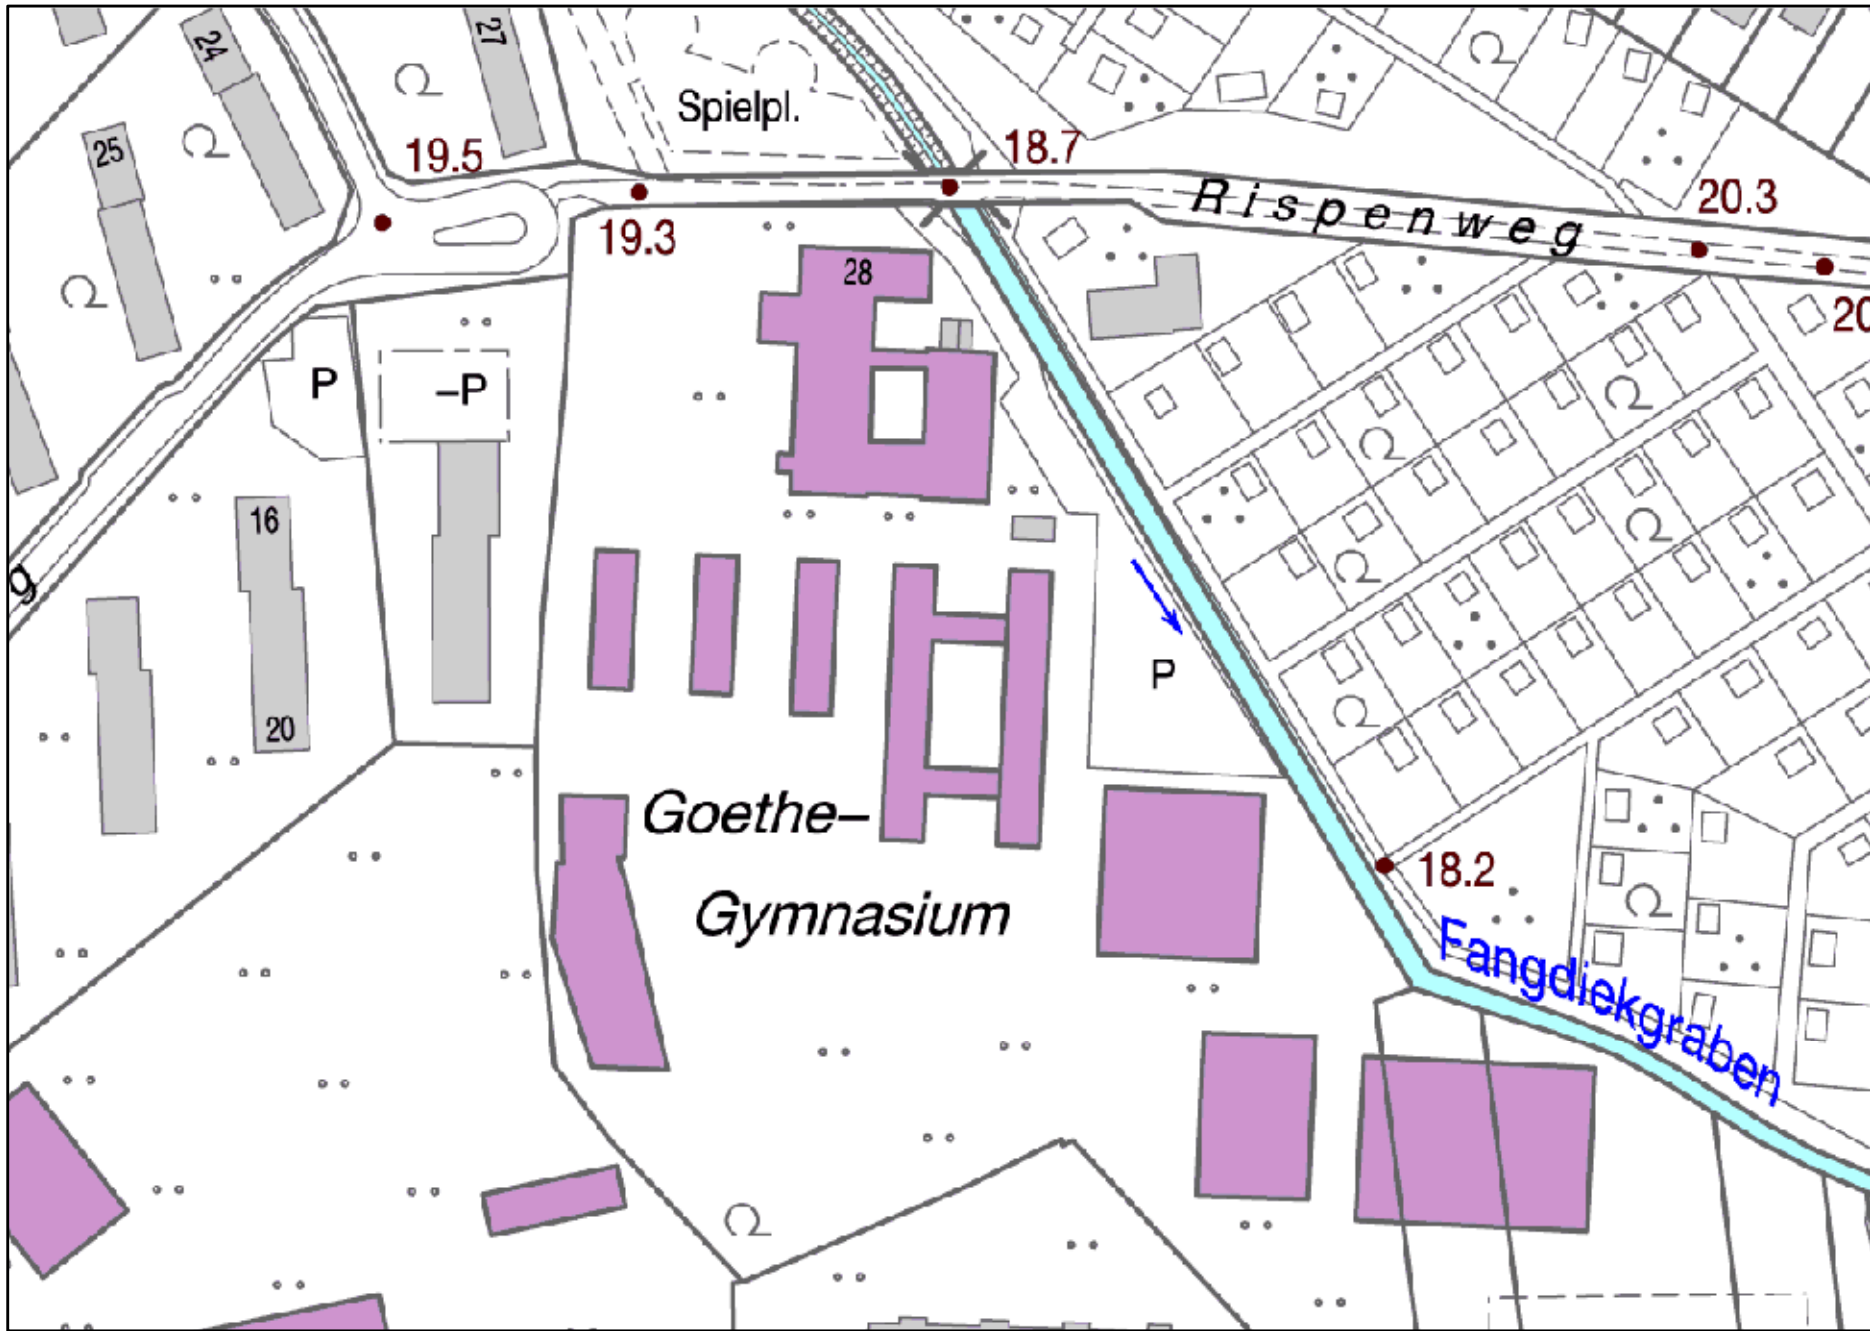 24
27
Spielpl.
25
19.5
18.7
Rispenweg
20.3
19.3
28
20
P
–P
16
g
P
20
Goethe–
Gymnasium
18.2
Fangdiekgraben